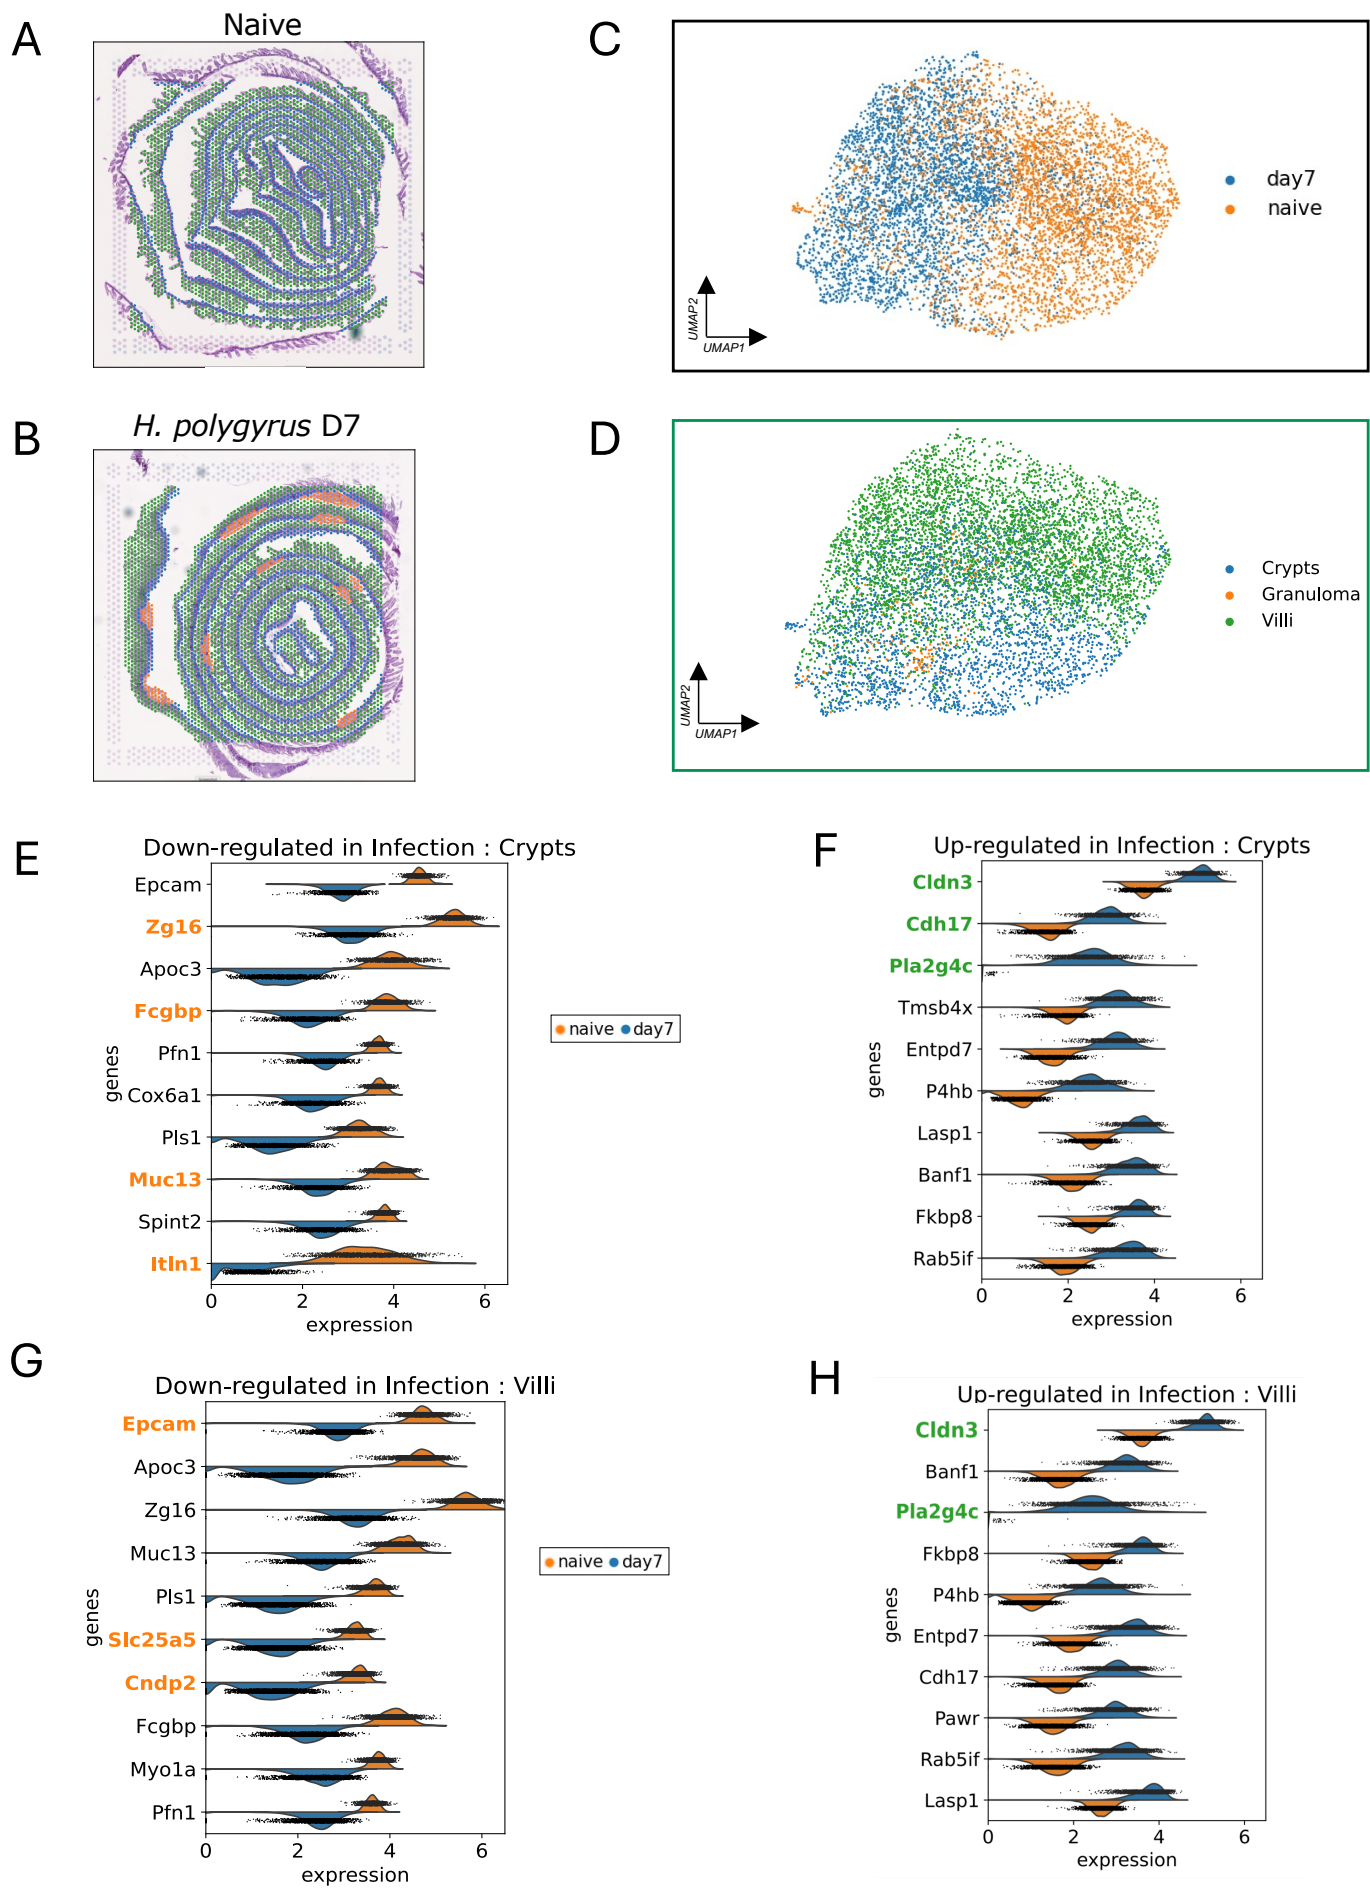 A
Naive
B
H. polygyrus D7
C
day7
naive
UMAP2
UMAP1
D
Crypts
Granuloma
Villi
UMAP2
UMAP1
E
Down-regulated in Infection : Crypts
genes
Epcam
Zg16
Apoc3
Fcgbp
Pfn1
Cox6a1
Pls1
Muc13
Spint2
Itln1
0 2 4 6
expression
naive day7
F
Up-regulated in Infection : Crypts
genes
Cldn3
Cdh17
Pla2g4c
Tmsb4x
Entpd7
P4hb
Lasp1
Banf1
Fkbp8
Rab5if
0 2 4 6
expression
G
Down-regulated in Infection : Villi
genes
Epcam
Apoc3
Zg16
Muc13
Pls1
Slc25a5
Cndp2
Fcgbp
Myo1a
Pfn1
0 2 4 6
expression
naive day7
H
Up-regulated in Infection : Villi
genes
Cldn3
Banf1
Pla2g4c
Fkbp8
P4hb
Entpd7
Cdh17
Pawr
Rab5if
Lasp1
0 2 4 6
expression